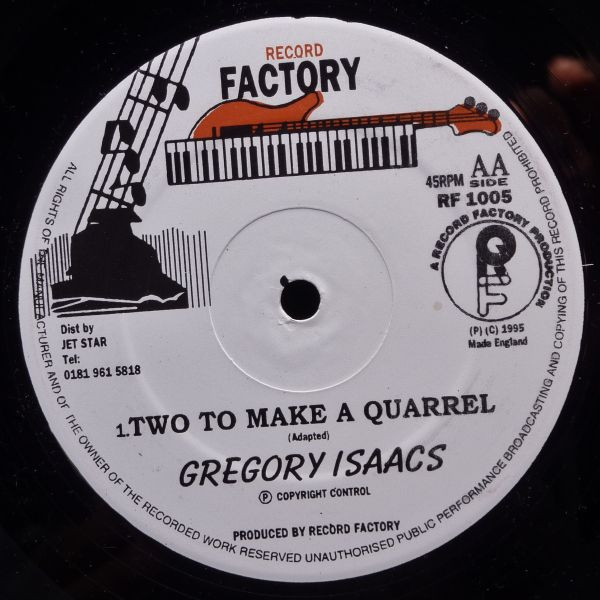 RECORD
FACTORY
45RPM AA
SIDE
RF 1005
A RECORD FACTORY PRODUCTION
RF
(P) (C) 1995
Made England
Dist by
JET STAR
Tel:
0181 961 5818
1.TWO TO MAKE A QUARREL
(Adapted)
GREGORY ISAACS
Ⓟ COPYRIGHT CONTROL
PRODUCED BY RECORD FACTORY
ALL RIGHTS OF MANUFACTURER AND OF THE OWNER OF THE RECORDED WORK RESERVED UNAUTHORISED PUBLIC PERFORMANCE BROADCASTING AND COPYING OF THIS RECORD PROHIBITED